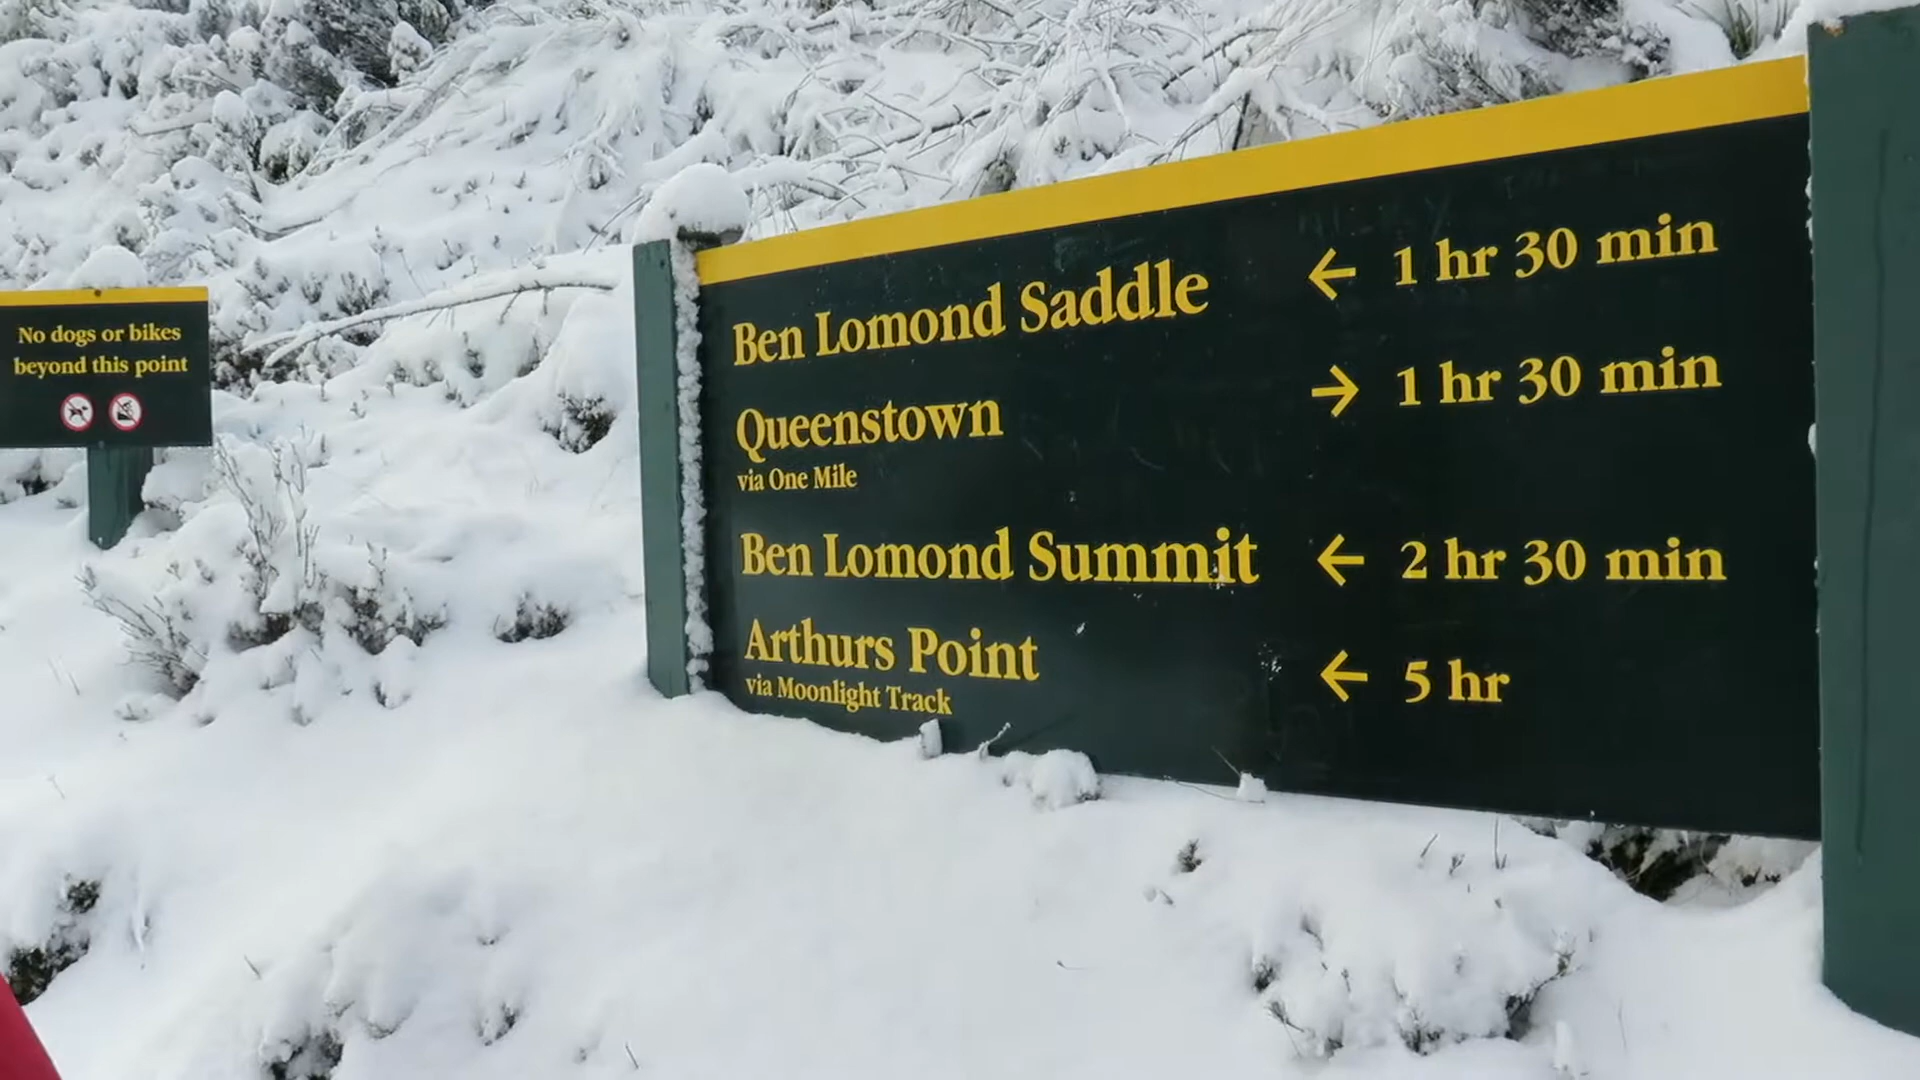 No dogs or bikes
beyond this point
Ben Lomond Saddle ← 1 hr 30 min
Queenstown → 1 hr 30 min
via One Mile
Ben Lomond Summit ← 2 hr 30 min
Arthurs Point ← 5 hr
via Moonlight Track